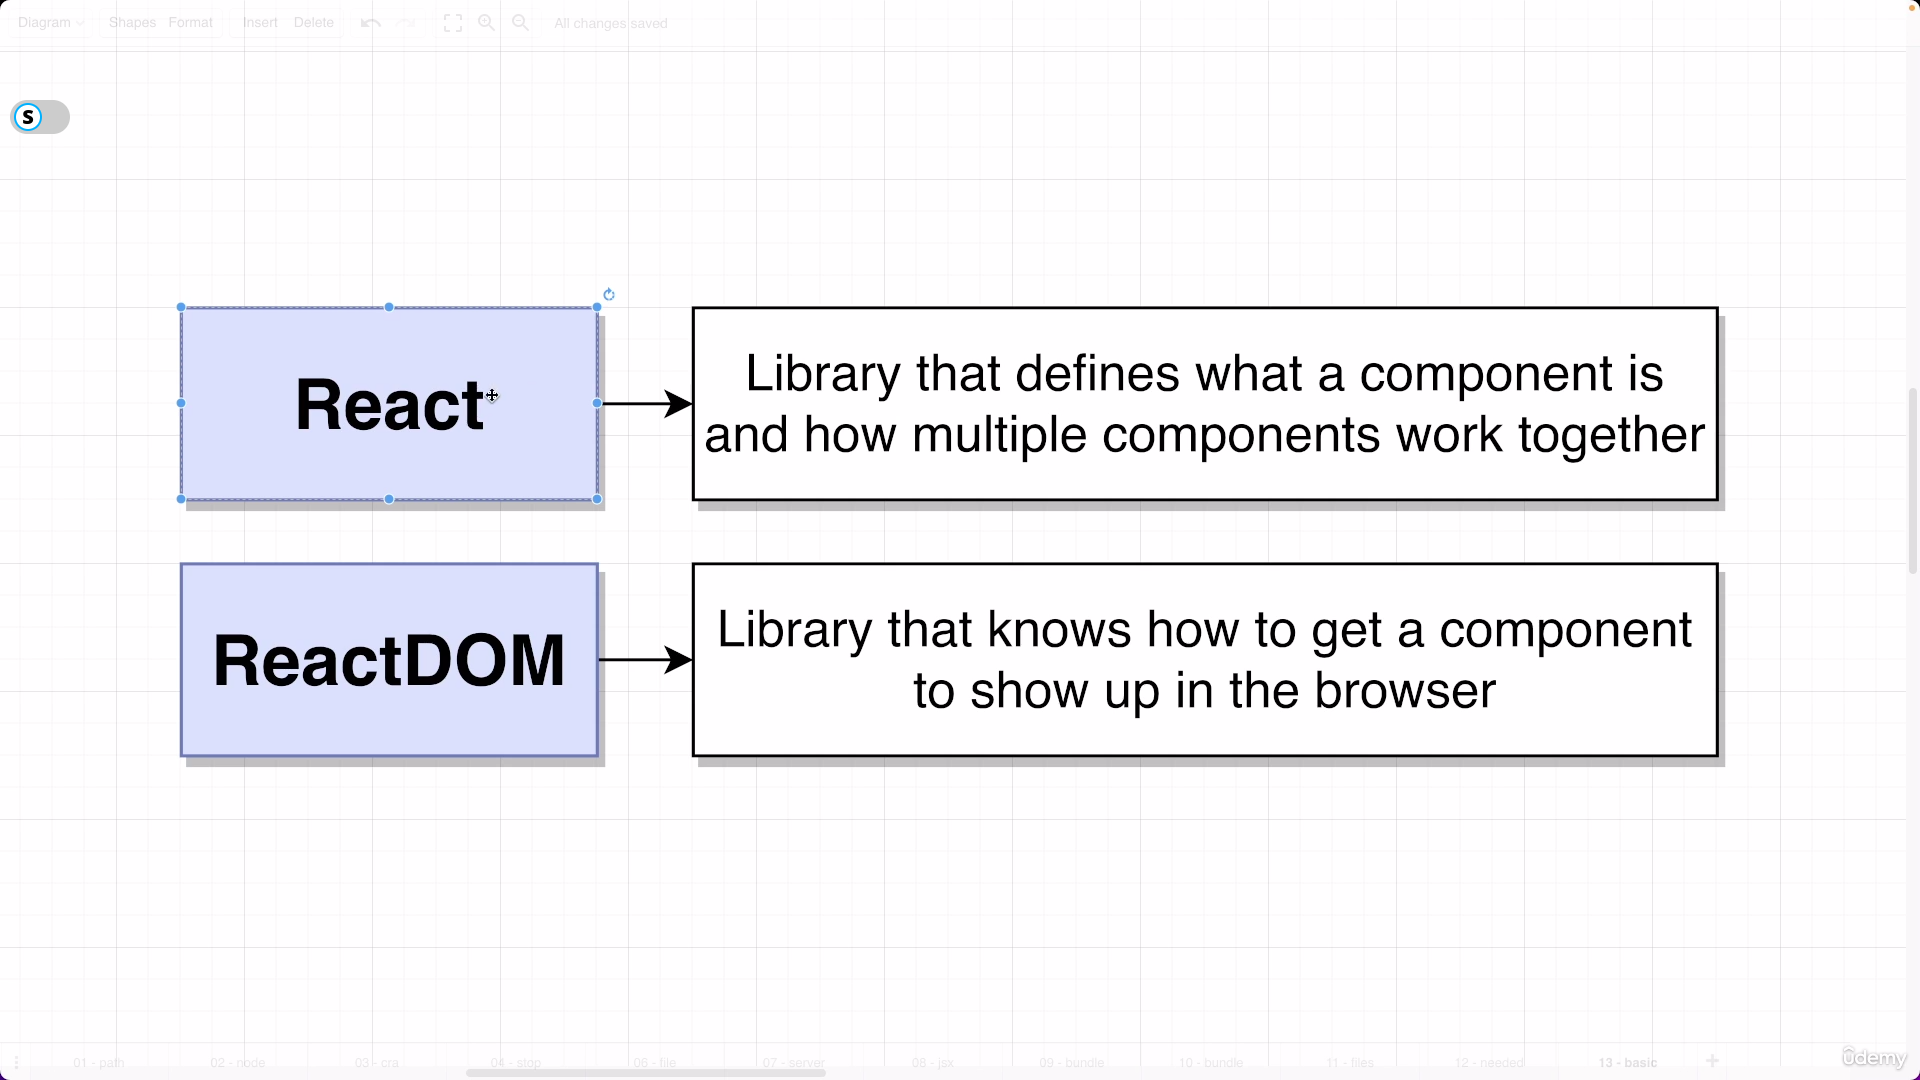 Diagram Shapes Format Insert Delete All changes saved
S
React
Library that defines what a component is
and how multiple components work together
ReactDOM
Library that knows how to get a component
to show up in the browser
01 - path 02 - node 03 - cra 04 - stop 06 - file 07 - server 08 - jsx 09 - bundle 10 - bundle 11 - files 12 - needed 13 - basic
ûdemy